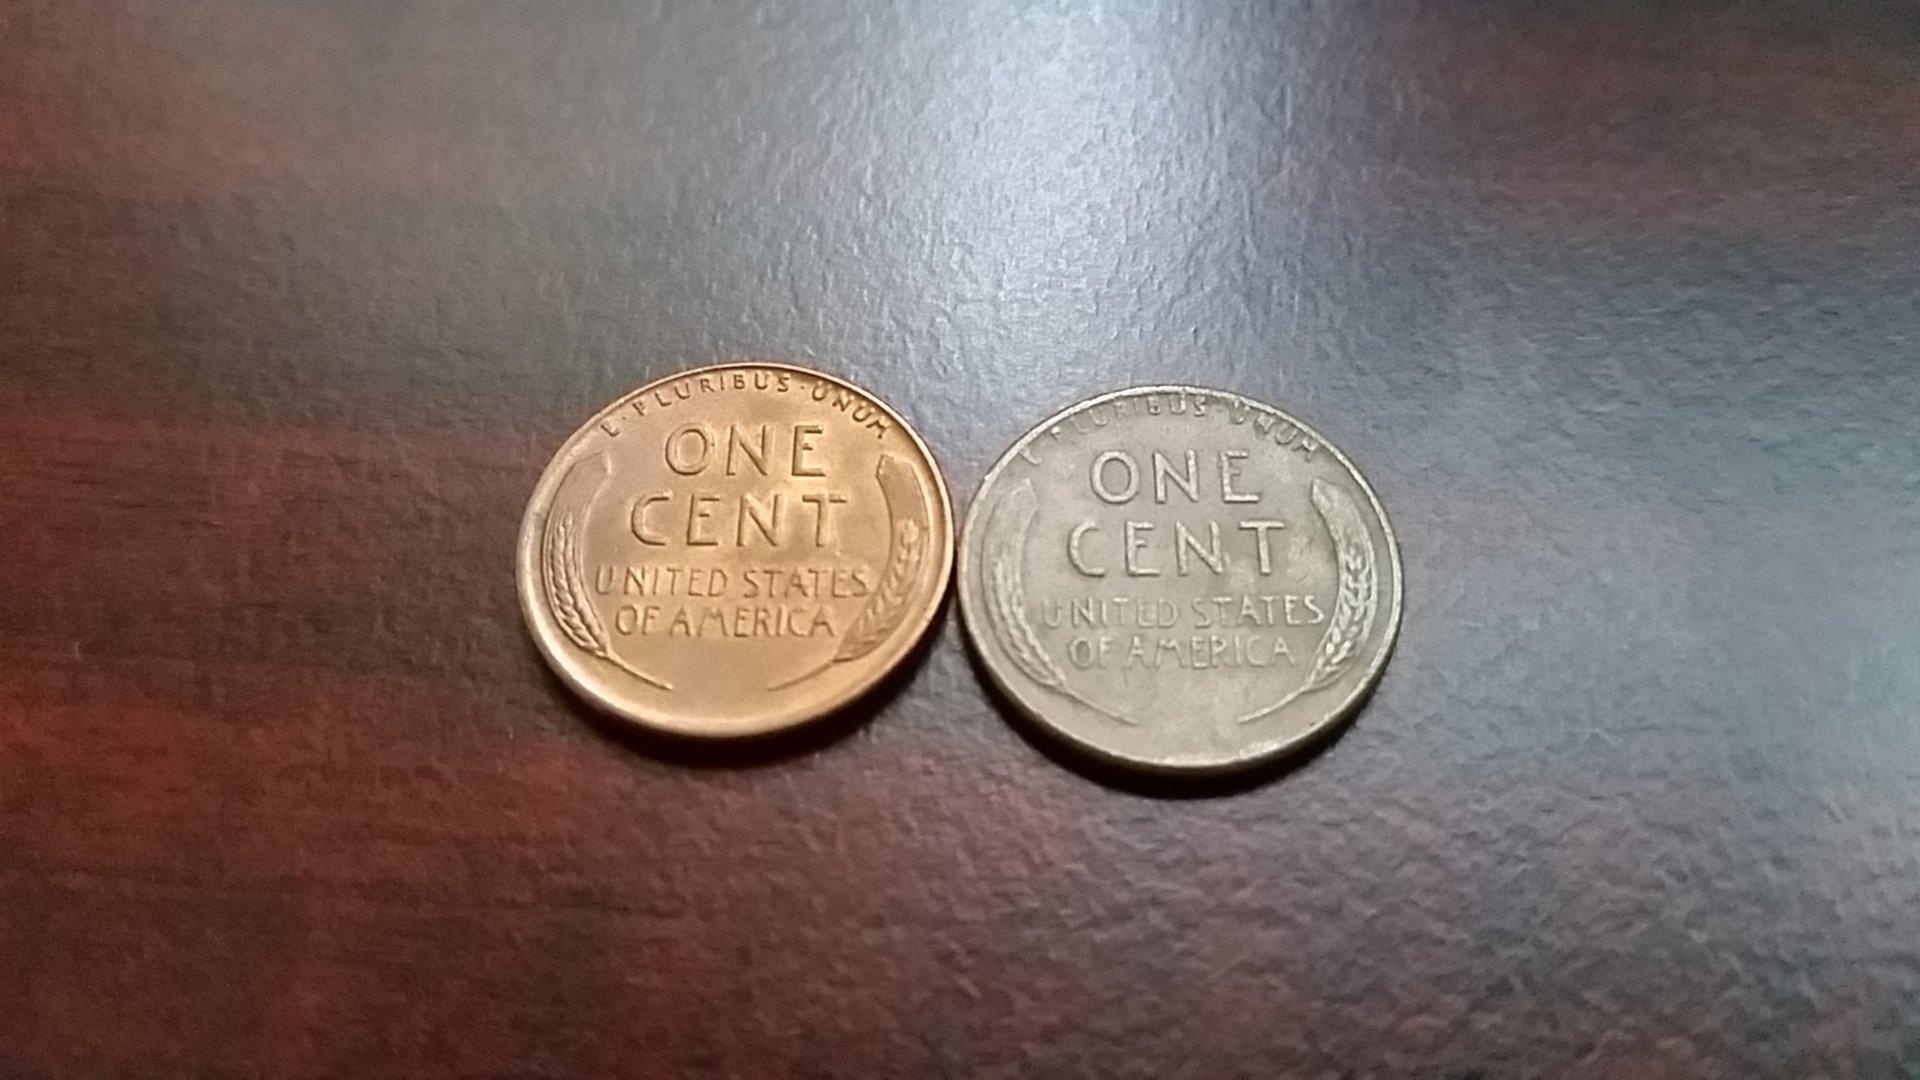 E·PLURIBUS·UNUM
ONE
CENT
UNITED STATES
OF AMERICA
E·PLURIBUS·UNUM
ONE
CENT
UNITED STATES
OF AMERICA